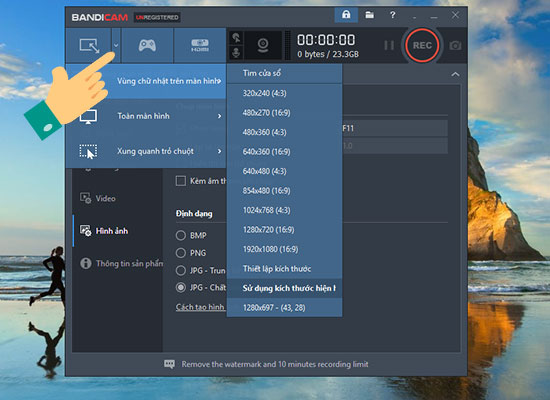 BANDICAM UNREGISTERED
HDMI
00:00:00
0 bytes / 23.3GB
REC
Vùng chữ nhật trên màn hình
Tìm cửa sổ
320x240 (4:3)
480x270 (16:9)
Toàn màn hình
480x360 (4:3)
F11
640x360 (16:9)
Xung quanh trỏ chuột
640x480 (4:3)
Kèm âm th
854x480 (16:9)
Video
1024x768 (4:3)
Định dạng
Hình ảnh
BMP
1280x720 (16:9)
PNG
1920x1080 (16:9)
Thông tin sản phẩm
JPG - Trun
Thiết lập kích thước
JPG - Chất
Sử dụng kích thước hiện h
Cách tạo hình
1280x697 - (43, 28)
Remove the watermark and 10 minutes recording limit